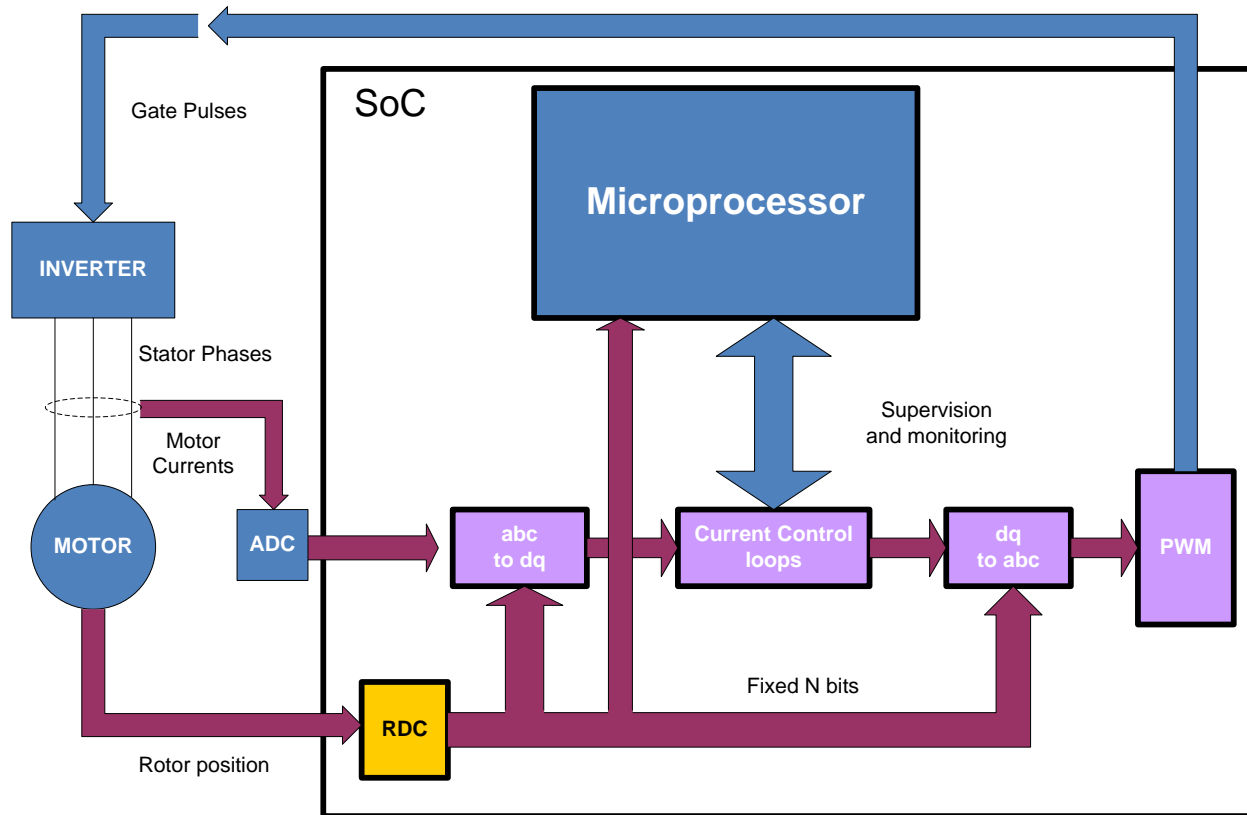 Gate Pulses
SoC
Microprocessor
INVERTER
Stator Phases
Motor
Currents
Supervision
and monitoring
MOTOR
ADC
abc
to dq
Current Control
loops
dq
to abc
PWM
Fixed N bits
RDC
Rotor position